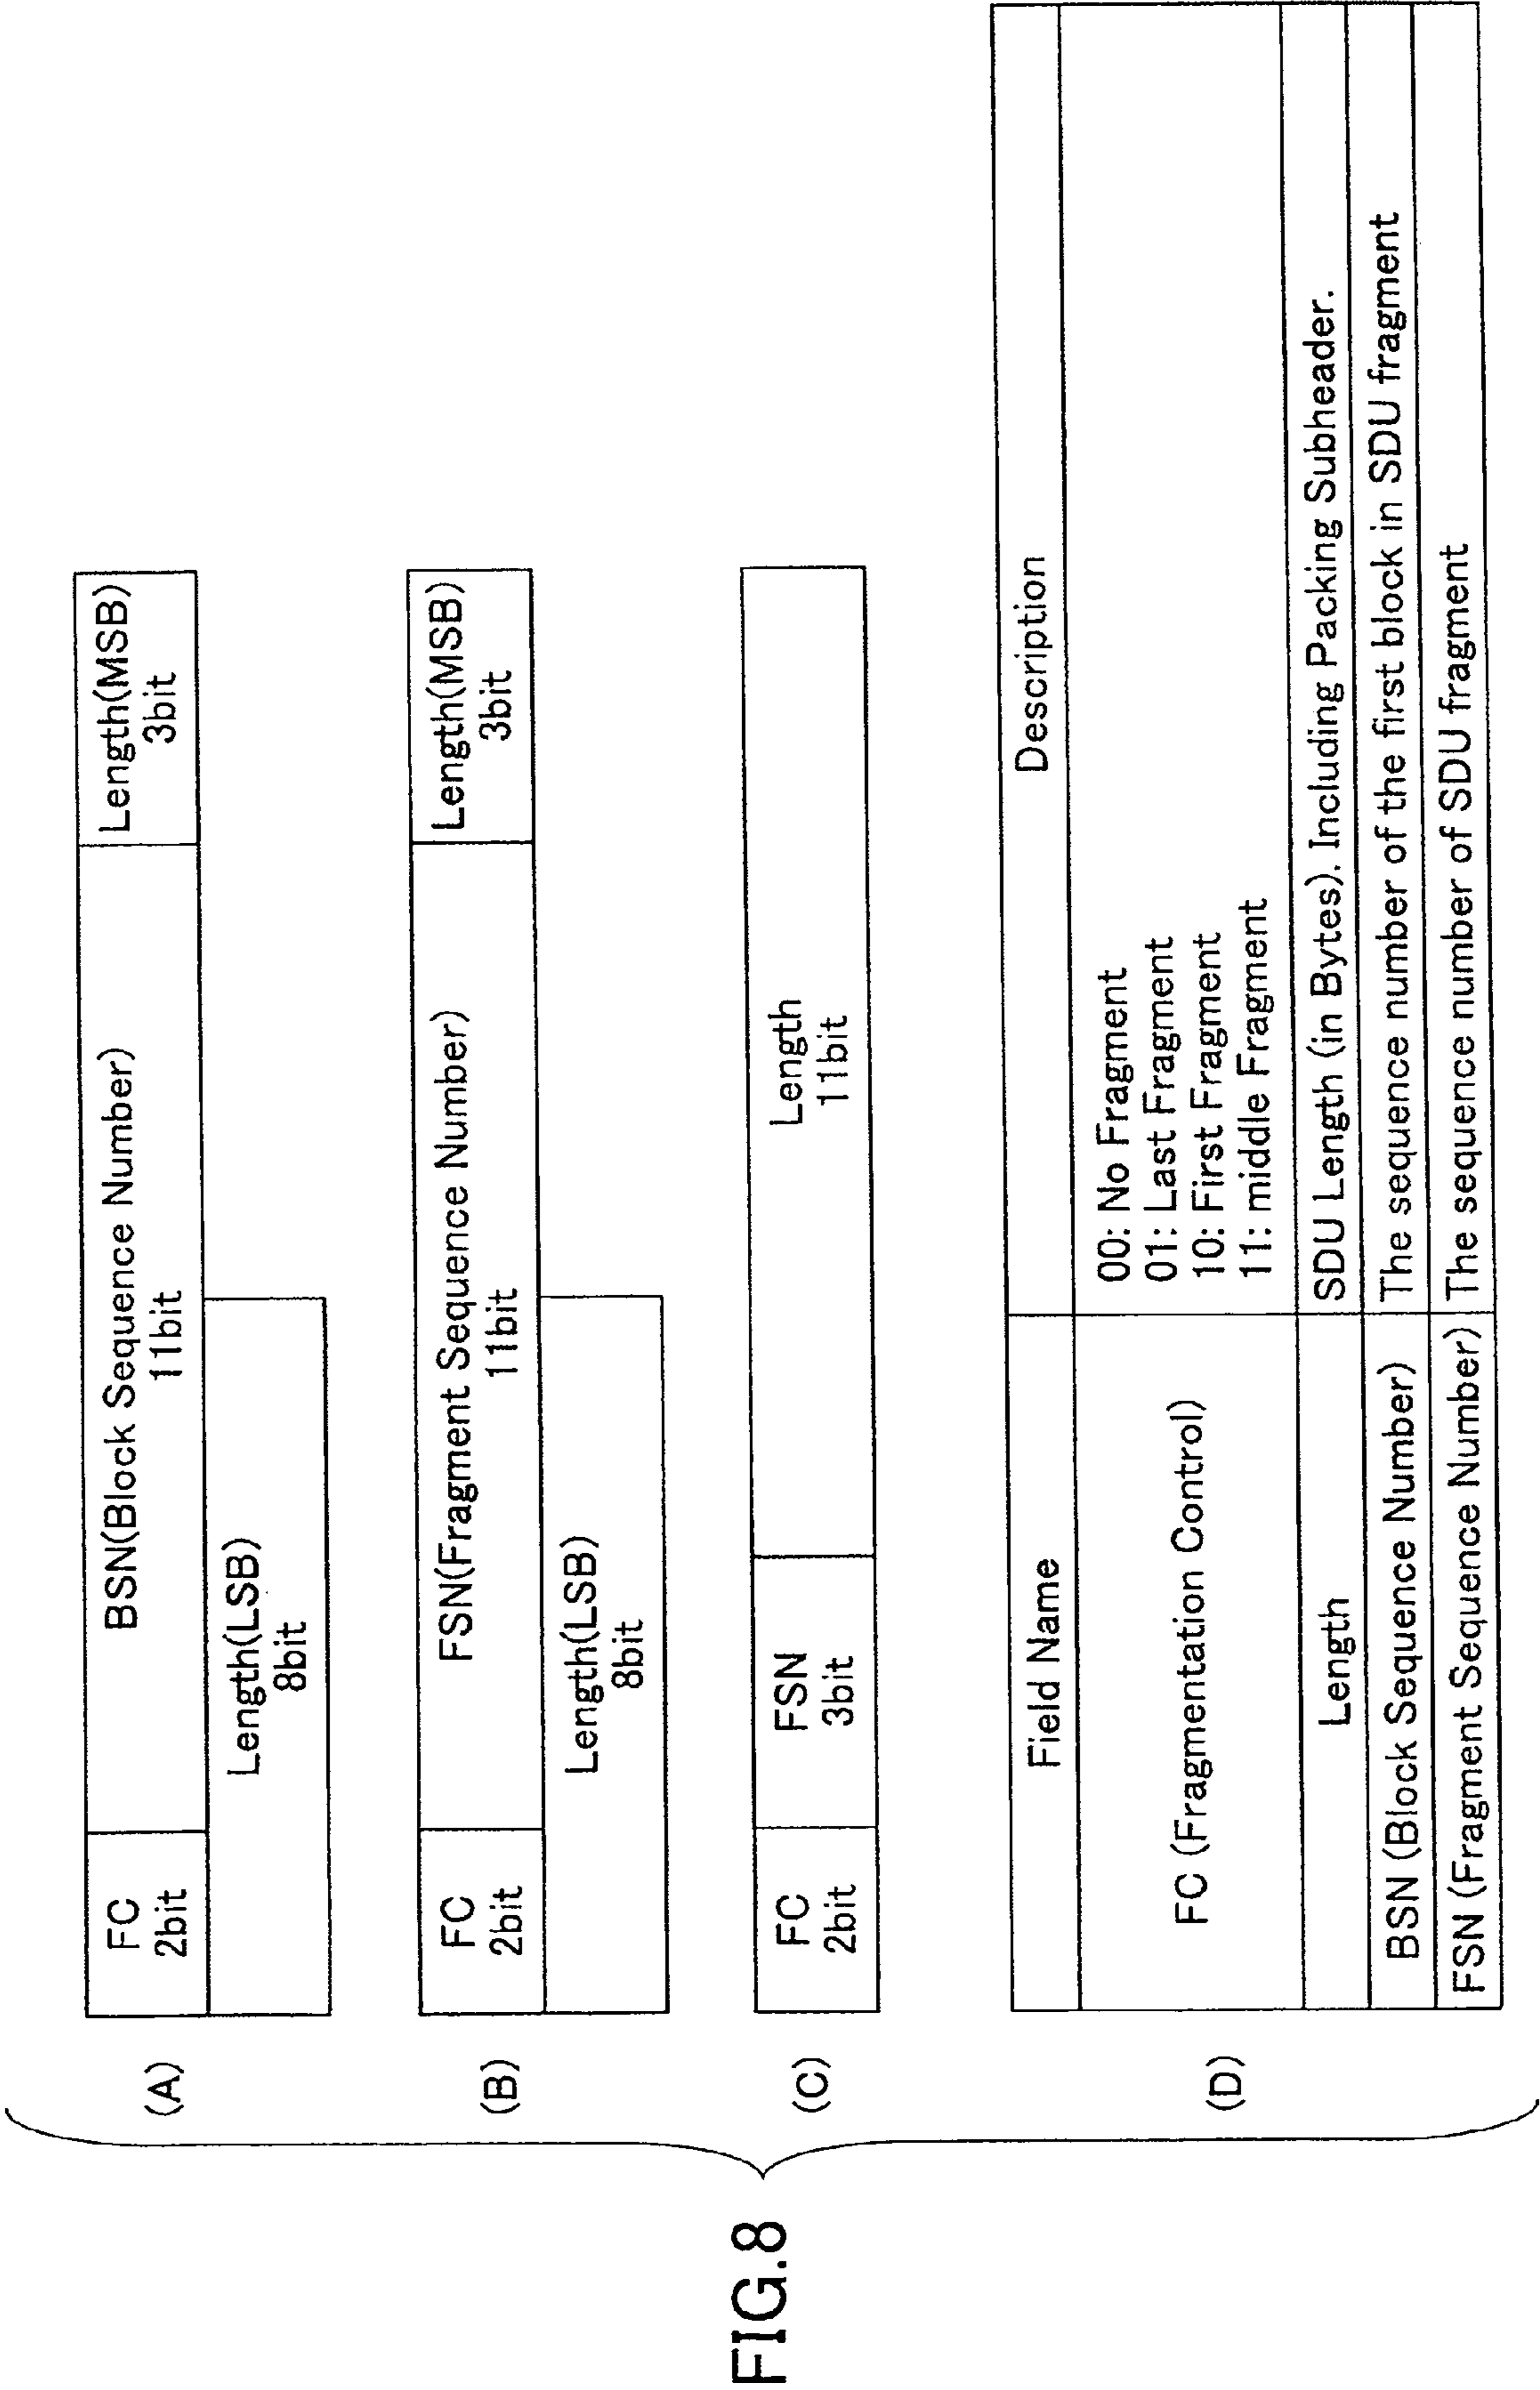 FIG.8
(A)
FC
2bit
BSN(Block Sequence Number)
11bit
Length(MSB)
3bit
Length(LSB)
8bit
(B)
FC
2bit
FSN(Fragment Sequence Number)
11bit
Length(MSB)
3bit
Length(LSB)
8bit
(C)
FC
2bit
FSN
3bit
Length
11bit
(D)
Field Name
Description
FC (Fragmentation Control)
00: No Fragment
01: Last Fragment
10: First Fragment
11: middle Fragment
Length
SDU Length (in Bytes). Including Packing Subheader.
BSN (Block Sequence Number)
The sequence number of the first block in SDU fragment
FSN (Fragment Sequence Number)
The sequence number of SDU fragment